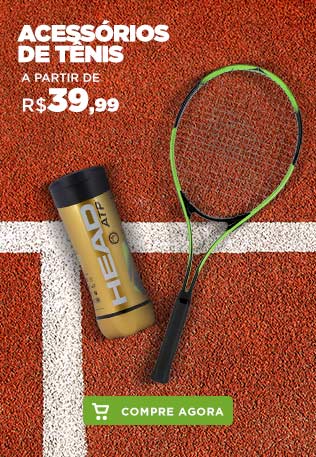 ACESSÓRIOS
DE TÊNIS
A PARTIR DE
R$39,99
HEAD
ATP
COMPRE AGORA